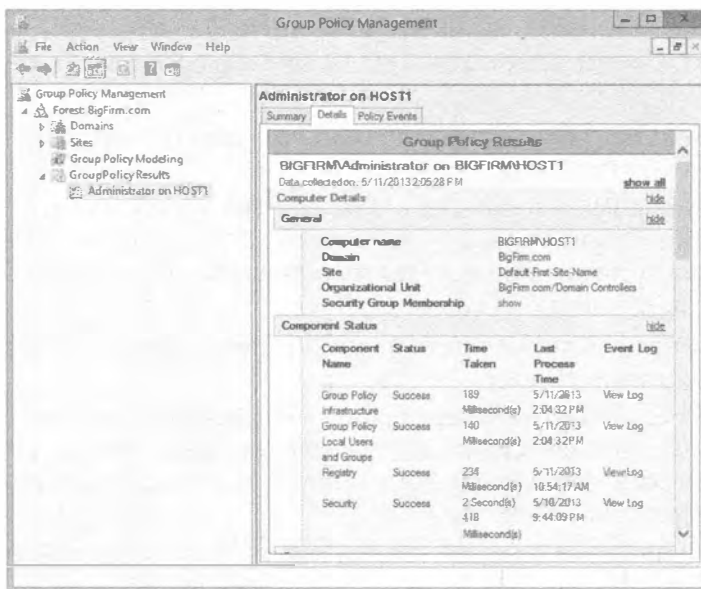 Group Policy Management
File Action View Window Help
Group Policy Management
Forest: BigFirm.com
Domains
Sites
Group Policy Modeling
Group Policy Results
Administrator on HOST1
Administrator on HOST1
Summary Details Policy Events
Group Policy Results
BIGFIRM\Administrator on BIGFIRM\HOST1
Data collected on: 5/11/2013 2:05:28 PM show all
Computer Details hide
General hide
Computer name BIGFIRM\HOST1
Domain BigFirm.com
Site Default-First-Site-Name
Organizational Unit BigFirm.com/Domain Controllers
Security Group Membership show
Component Status hide
Component Name Status Time Taken Last Process Time Event Log
Group Policy Infrastructure Success 189 Millisecond(s) 5/11/2013 2:04:32 PM View Log
Group Policy Local Users and Groups Success 140 Millisecond(s) 5/11/2013 2:04:32 PM View Log
Registry Success 234 Millisecond(s) 5/11/2013 10:54:17 AM View Log
Security Success 2 Second(s) 418 Millisecond(s) 5/10/2013 9:44:09 PM View Log